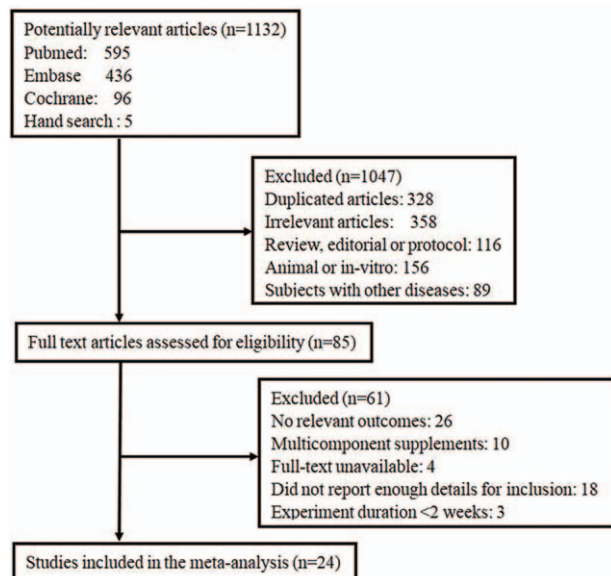 Potentially relevant articles (n=1132)
Pubmed: 595
Embase 436
Cochrane: 96
Hand search : 5
Excluded (n=1047)
Duplicated articles: 328
Irrelevant articles: 358
Review, editorial or protocol: 116
Animal or in-vitro: 156
Subjects with other diseases: 89
Full text articles assessed for eligibility (n=85)
Excluded (n=61)
No relevant outcomes: 26
Multicomponent supplements: 10
Full-text unavailable: 4
Did not report enough details for inclusion: 18
Experiment duration <2 weeks: 3
Studies included in the meta-analysis (n=24)